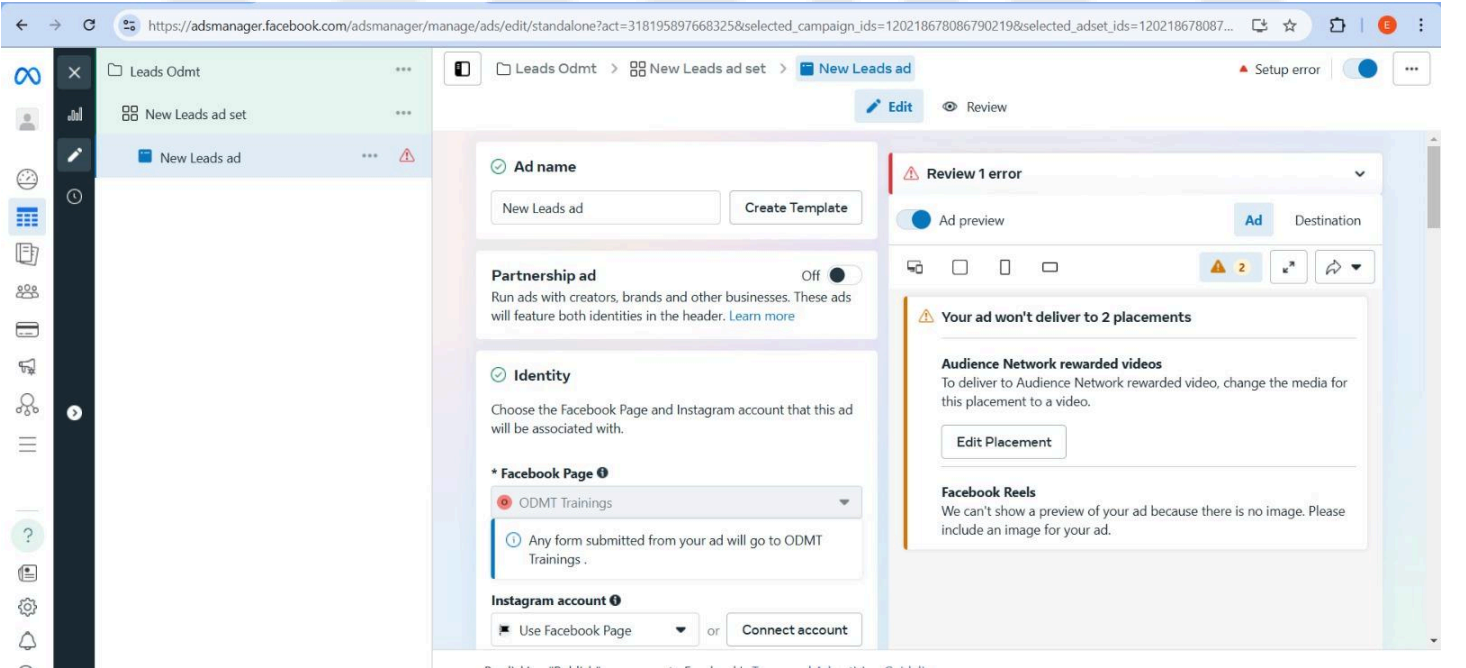 https://adsmanager.facebook.com/adsmanager/manage/ads/edit/standalone?act=318195897668325&selected_campaign_ids=120218678086790219&selected_adset_ids=120218678087...
E
Leads Odmt
New Leads ad set
New Leads ad
Leads Odmt > New Leads ad set > New Leads ad
Setup error
Edit
Review
Ad name
New Leads ad
Create Template
Partnership ad
Off
Run ads with creators, brands and other businesses. These ads
will feature both identities in the header. Learn more
Identity
Choose the Facebook Page and Instagram account that this ad
will be associated with.
* Facebook Page
ODMT Trainings
Any form submitted from your ad will go to ODMT
Trainings .
Instagram account
Use Facebook Page
or
Connect account
Review 1 error
Ad preview
Ad
Destination
2
Your ad won't deliver to 2 placements
Audience Network rewarded videos
To deliver to Audience Network rewarded video, change the media for
this placement to a video.
Edit Placement
Facebook Reels
We can't show a preview of your ad because there is no image. Please
include an image for your ad.